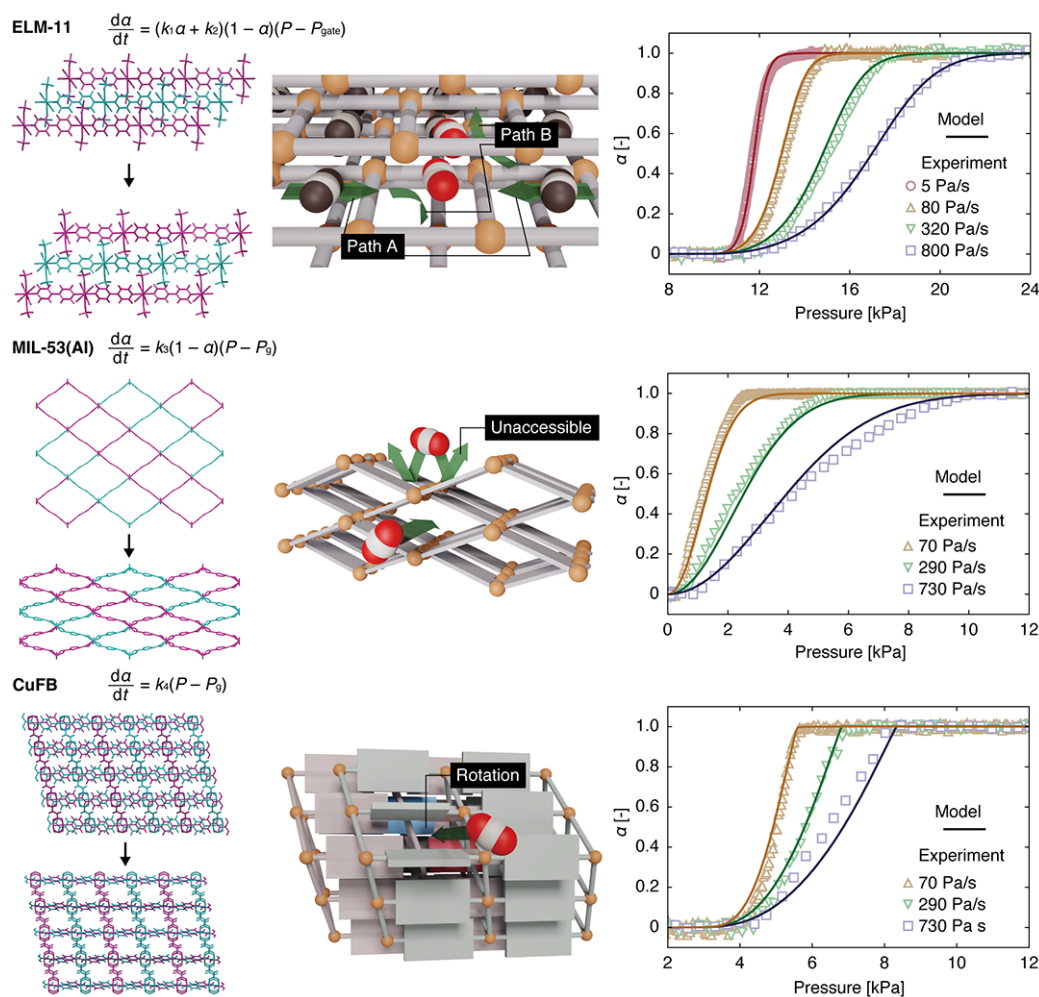 ELM-11
dα/dt = (k₁α + k₂)(1 − α)(P − Pgate)
Path B
Path A
α [-]
1.0
0.8
0.6
0.4
0.2
0
8 12 16 20 24
Pressure [kPa]
Model
Experiment
5 Pa/s
80 Pa/s
320 Pa/s
800 Pa/s
MIL-53(Al)
dα/dt = k₃(1 − α)(P − Pg)
Unaccessible
α [-]
1.0
0.8
0.6
0.4
0.2
0
0 2 4 6 8 10 12
Pressure [kPa]
Model
Experiment
70 Pa/s
290 Pa/s
730 Pa/s
CuFB
dα/dt = k₄(P − Pg)
Rotation
α [-]
1.0
0.8
0.6
0.4
0.2
0
2 4 6 8 10 12
Pressure [kPa]
Model
Experiment
70 Pa/s
290 Pa/s
730 Pa s